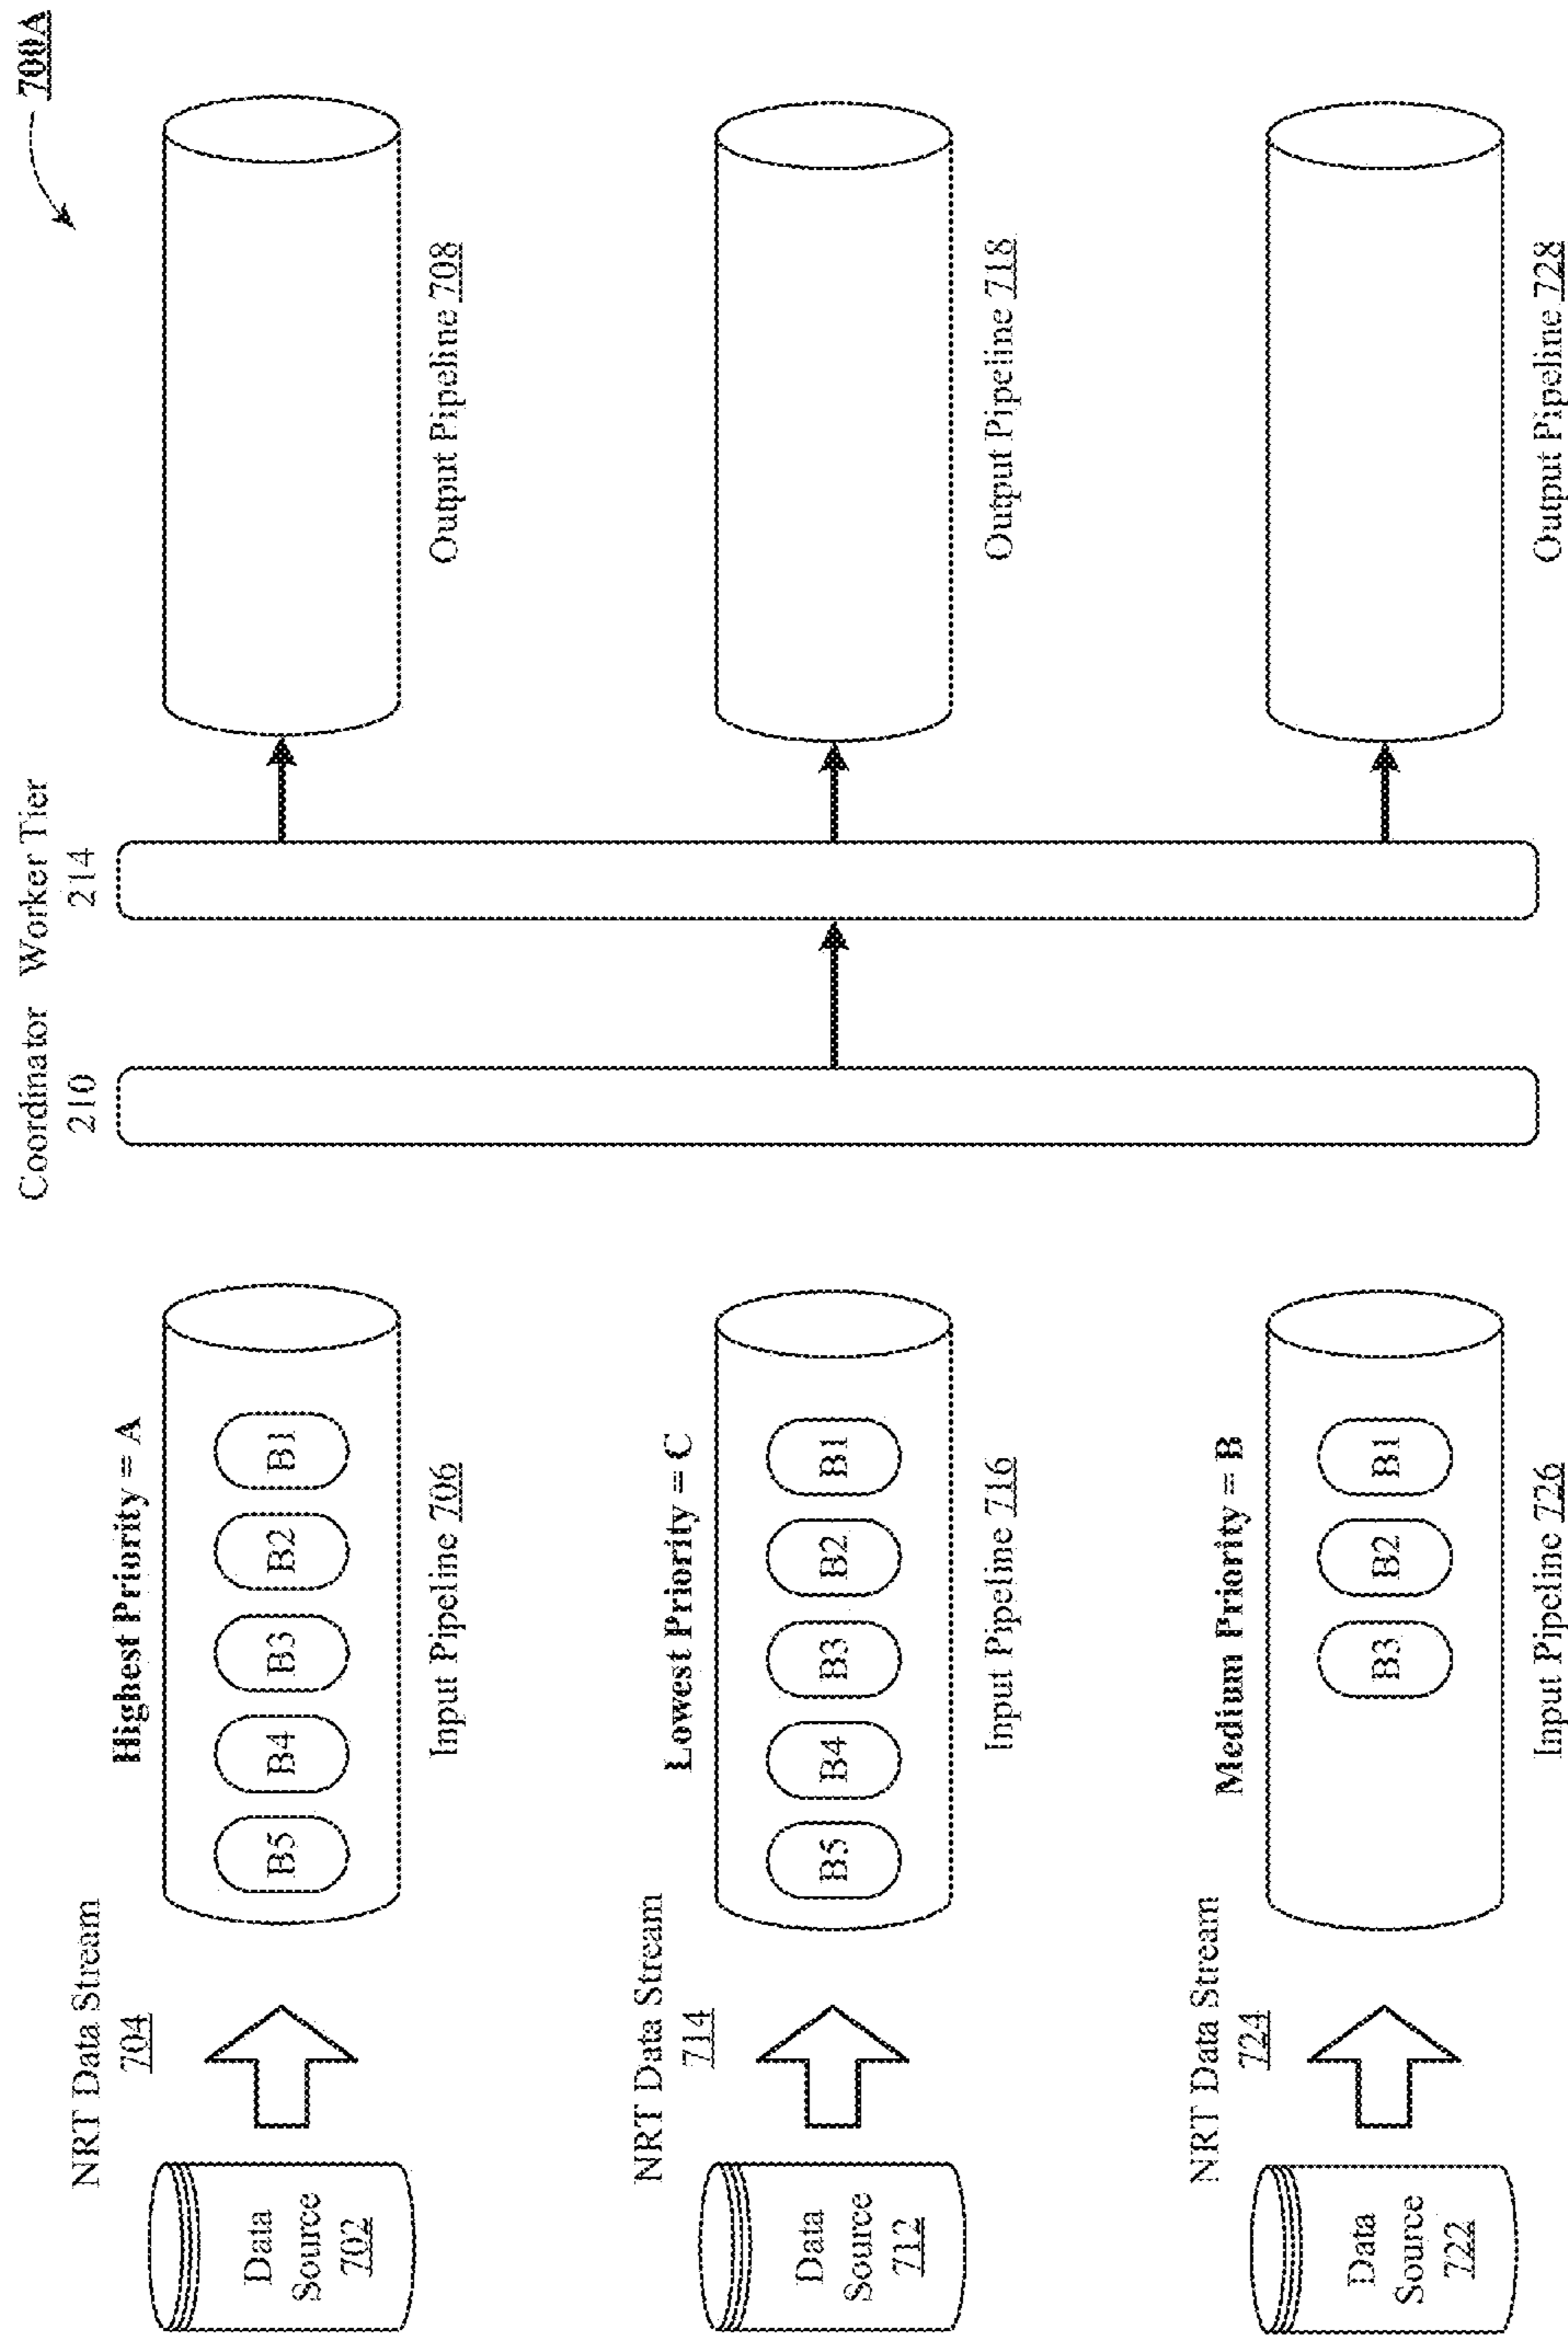 700A
Coordinator
210
Worker Tier
214
NRT Data Stream
704
Highest Priority = A
Data
Source
702
B5
B4
B3
B2
B1
Input Pipeline 706
Output Pipeline 708
NRT Data Stream
714
Lowest Priority = C
Data
Source
712
B5
B4
B3
B2
B1
Input Pipeline 716
Output Pipeline 718
NRT Data Stream
724
Medium Priority = B
Data
Source
722
B3
B2
B1
Input Pipeline 726
Output Pipeline 728